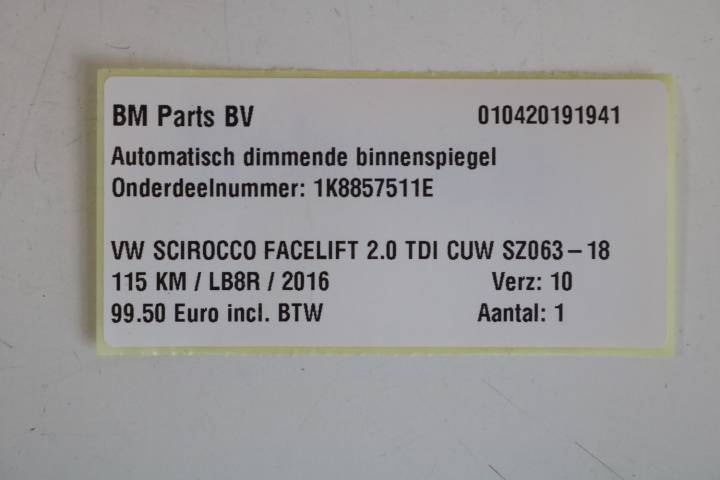 BM Parts BV 010420191941
Automatisch dimmende binnenspiegel
Onderdeelnummer: 1K8857511E
VW SCIROCCO FACELIFT 2.0 TDI CUW SZ063-18
115 KM / LB8R / 2016 Verz: 10
99.50 Euro incl. BTW Aantal: 1